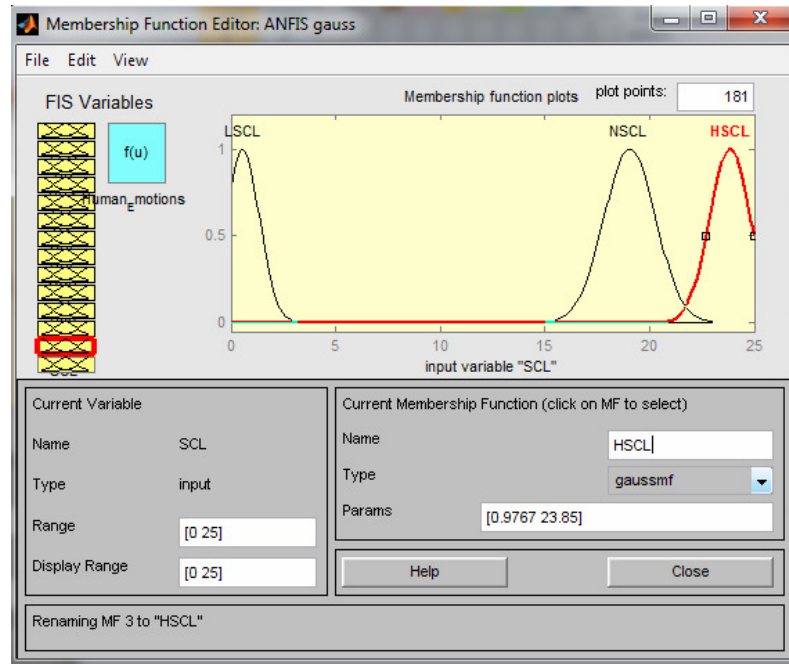 Membership Function Editor: ANFIS gauss
File Edit View
FIS Variables
f(u)
Membership function plots
plot points:
181
LSCL
NSCL
HSCL
1
0.5
0
0 5 10 15 20 25
input variable "SCL"
Current Variable
Name SCL
Type input
Range [0 25]
Display Range [0 25]
Current Membership Function (click on MF to select)
Name HSCL
Type gaussmf
Params [0.9767 23.85]
Help
Close
Renaming MF 3 to "HSCL"